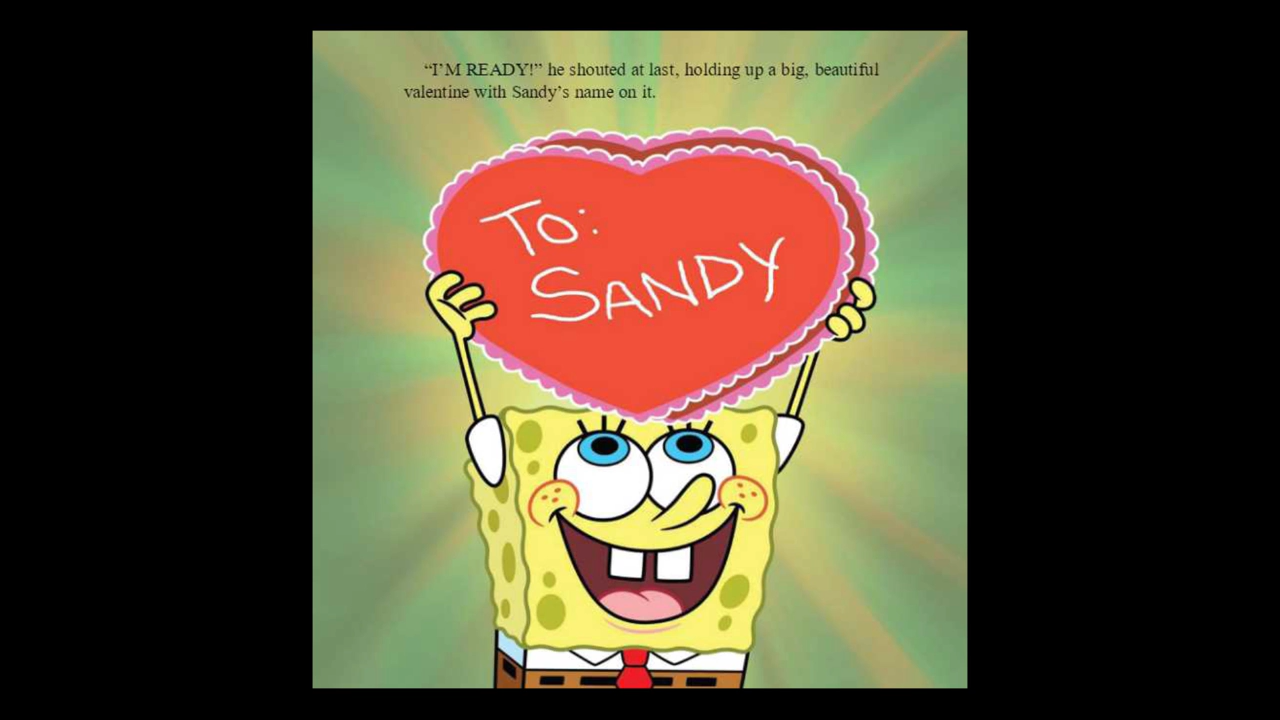 “I’M READY!” he shouted at last, holding up a big, beautiful
valentine with Sandy’s name on it.
To:
SANDY